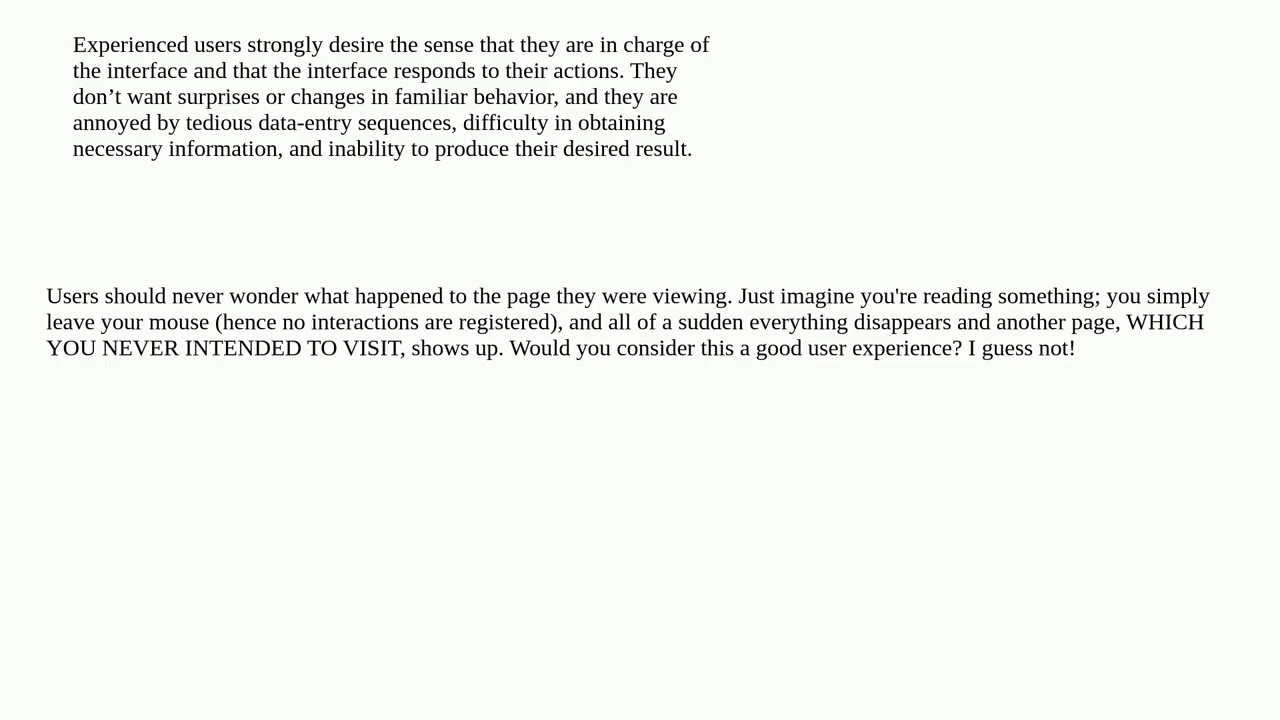 Experienced users strongly desire the sense that they are in charge of
the interface and that the interface responds to their actions. They
don’t want surprises or changes in familiar behavior, and they are
annoyed by tedious data-entry sequences, difficulty in obtaining
necessary information, and inability to produce their desired result.
Users should never wonder what happened to the page they were viewing. Just imagine you're reading something; you simply
leave your mouse (hence no interactions are registered), and all of a sudden everything disappears and another page, WHICH
YOU NEVER INTENDED TO VISIT, shows up. Would you consider this a good user experience? I guess not!